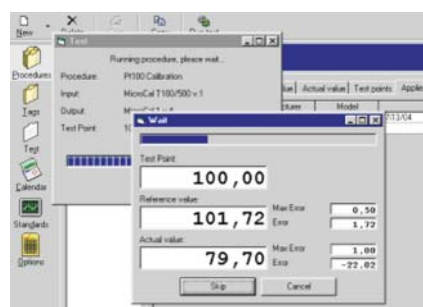 New
Delete
Copy
Test
Running procedure, please wait...
Procedures
Procedure:
Pt100 Calibration
Input:
MicroCal T100/500 v.1
Output:
Test Point:
Tags
Test
Calendar
Standards
Options
Actual value
Test points
Model
13/04
Wait
Test Point:
100,00
Reference value:
101,72
Max Error
0,50
Error
1,72
Actual value:
79,70
Max Error
1,00
Error
-22,02
Skip
Cancel